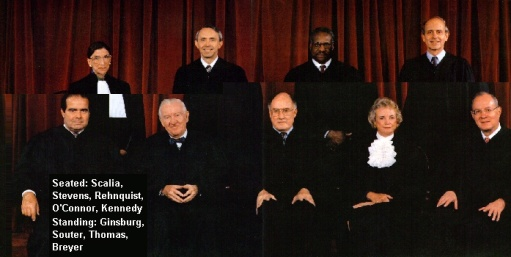 Seated: Scalia,
Stevens, Rehnquist,
O'Connor, Kennedy
Standing: Ginsburg,
Souter, Thomas,
Breyer